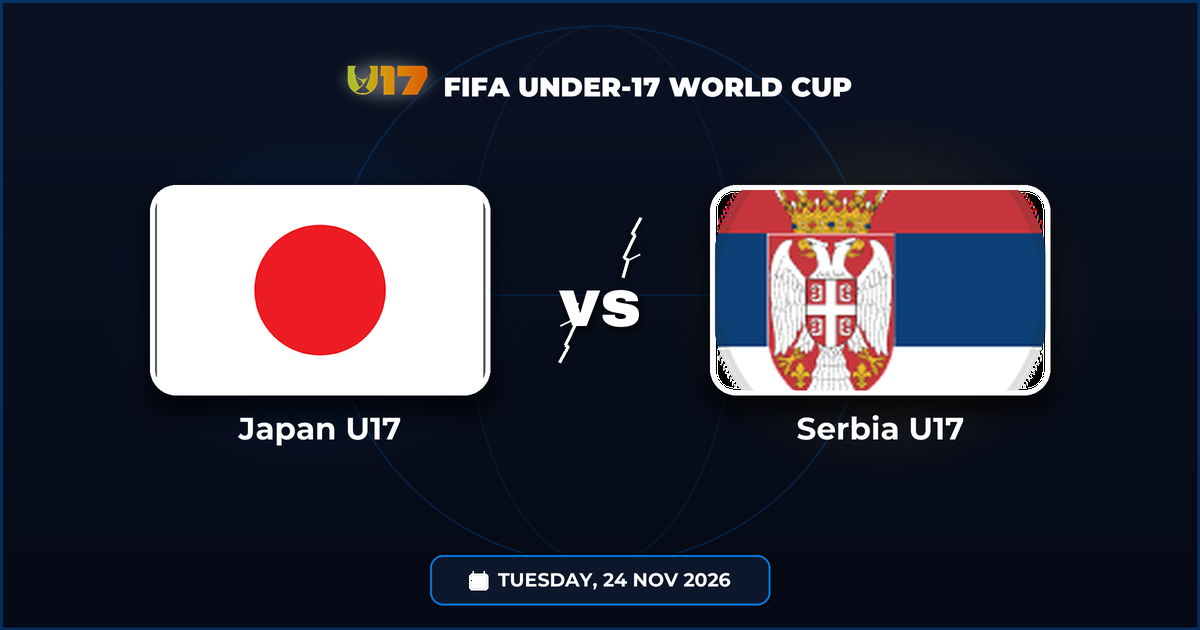 U17 FIFA UNDER-17 WORLD CUP
VS
Japan U17
Serbia U17
TUESDAY, 24 NOV 2026